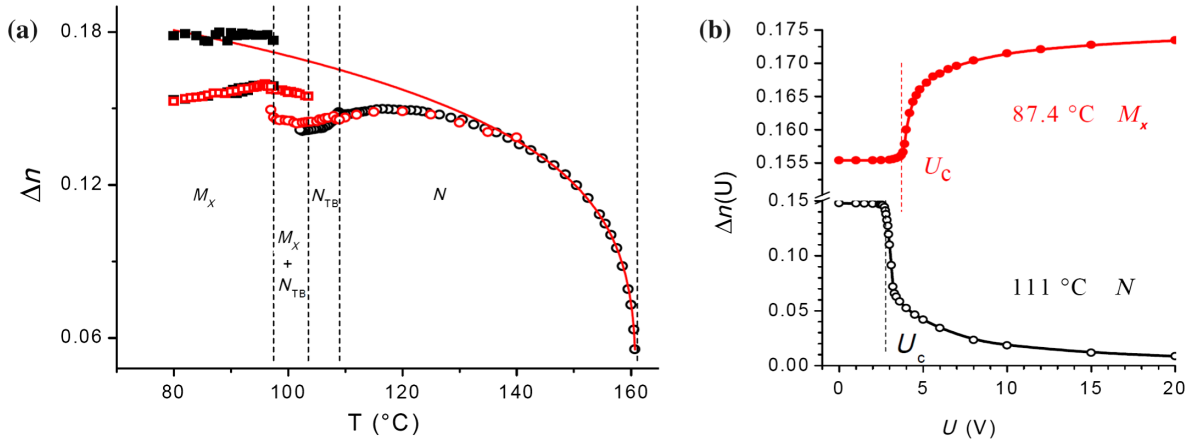 (a)
0.18
0.12
0.06
Δn
M_X
M_X
+
N_TB
N_TB
N
80
100
120
140
160
T (°C)
(b)
0.175
0.170
0.165
0.160
0.155
0.15
0.10
0.05
0.00
Δn(U)
87.4 °C M_x
U_c
111 °C N
U_c
0
5
10
15
20
U (V)